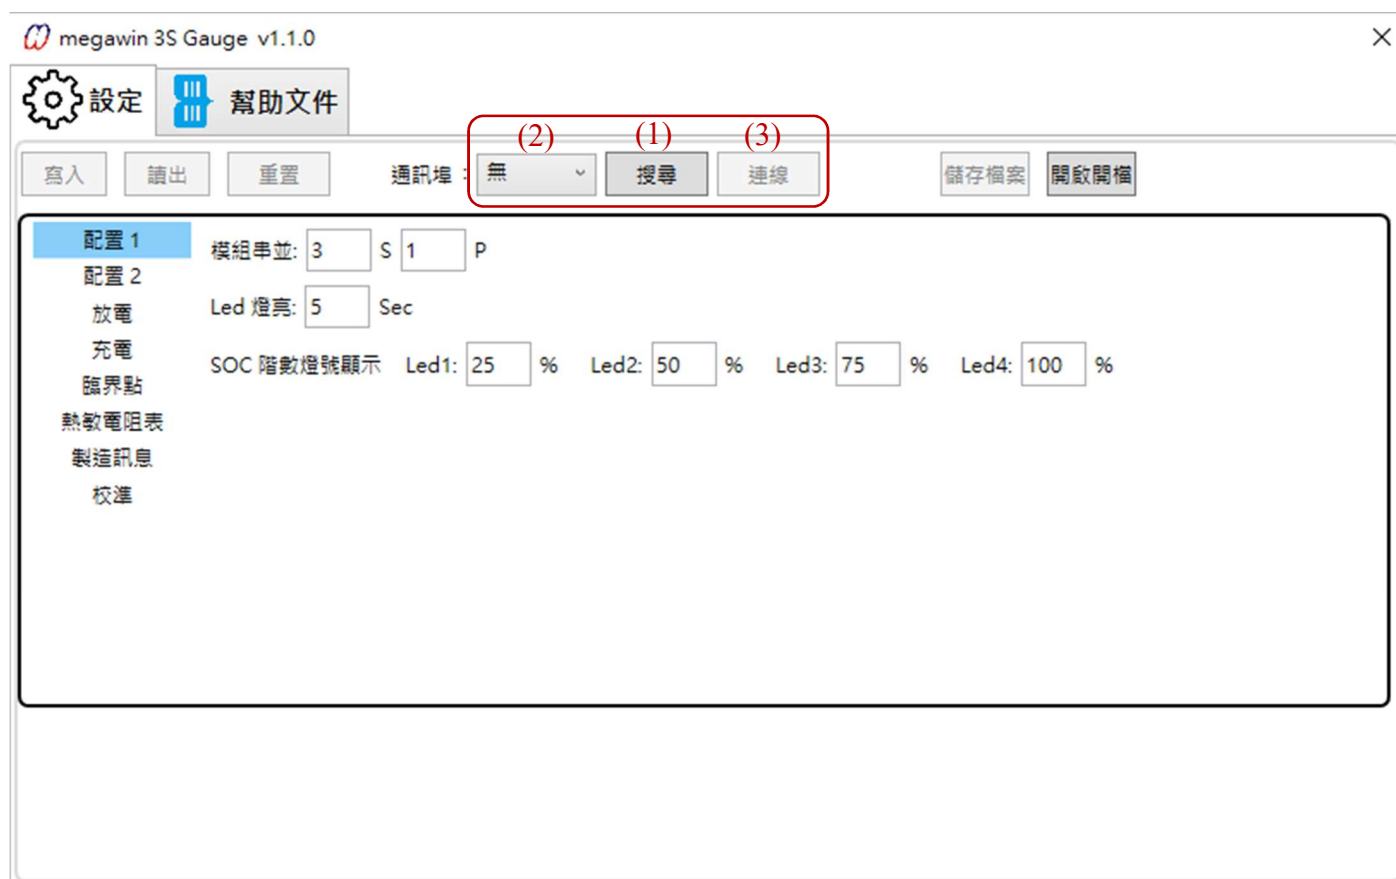 megawin 3S Gauge v1.1.0
設定 幫助文件
(2) (1) (3)
寫入 讀出 重置 通訊埠： 無 搜尋 連線 儲存檔案 開啟開檔
配置 1
配置 2
放電
充電
臨界點
熱敏電阻表
製造訊息
校準
模組串並: 3 S 1 P
Led 燈亮: 5 Sec
SOC 階數燈號顯示 Led1: 25 % Led2: 50 % Led3: 75 % Led4: 100 %